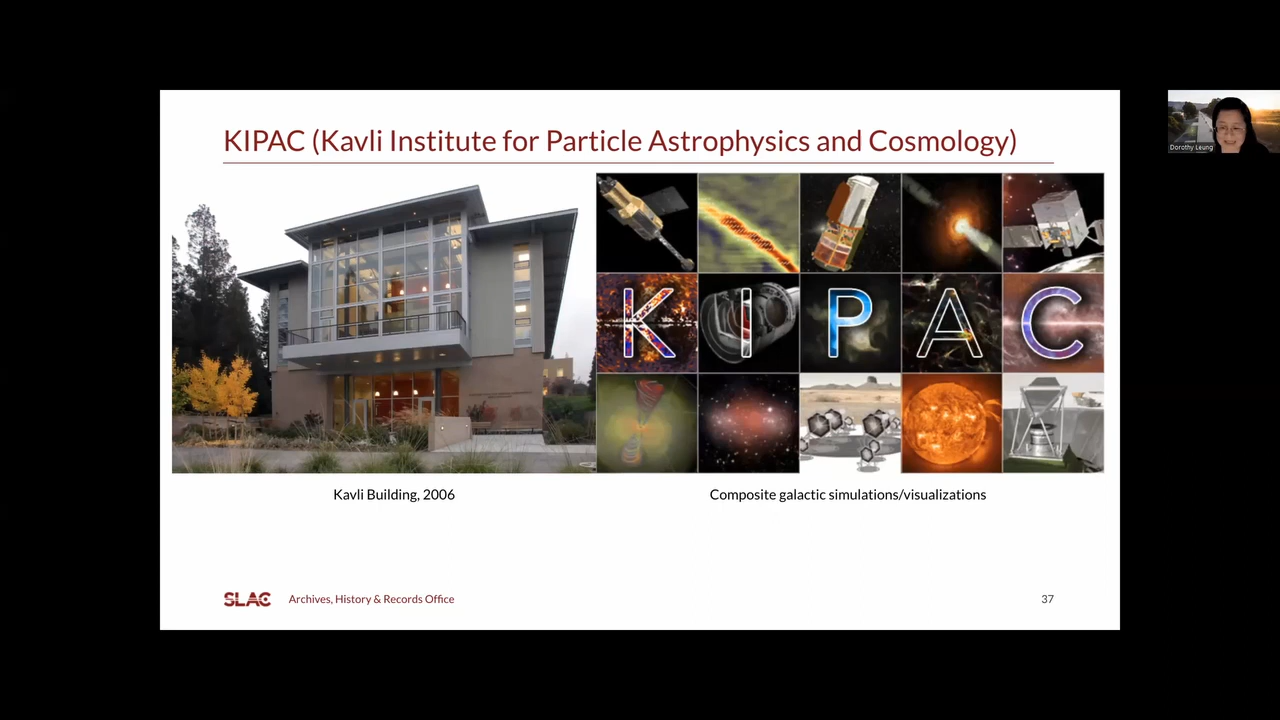 KIPAC (Kavli Institute for Particle Astrophysics and Cosmology)
Dorothy Leung
K I P A C
Kavli Building, 2006
Composite galactic simulations/visualizations
SLAC
Archives, History & Records Office
37